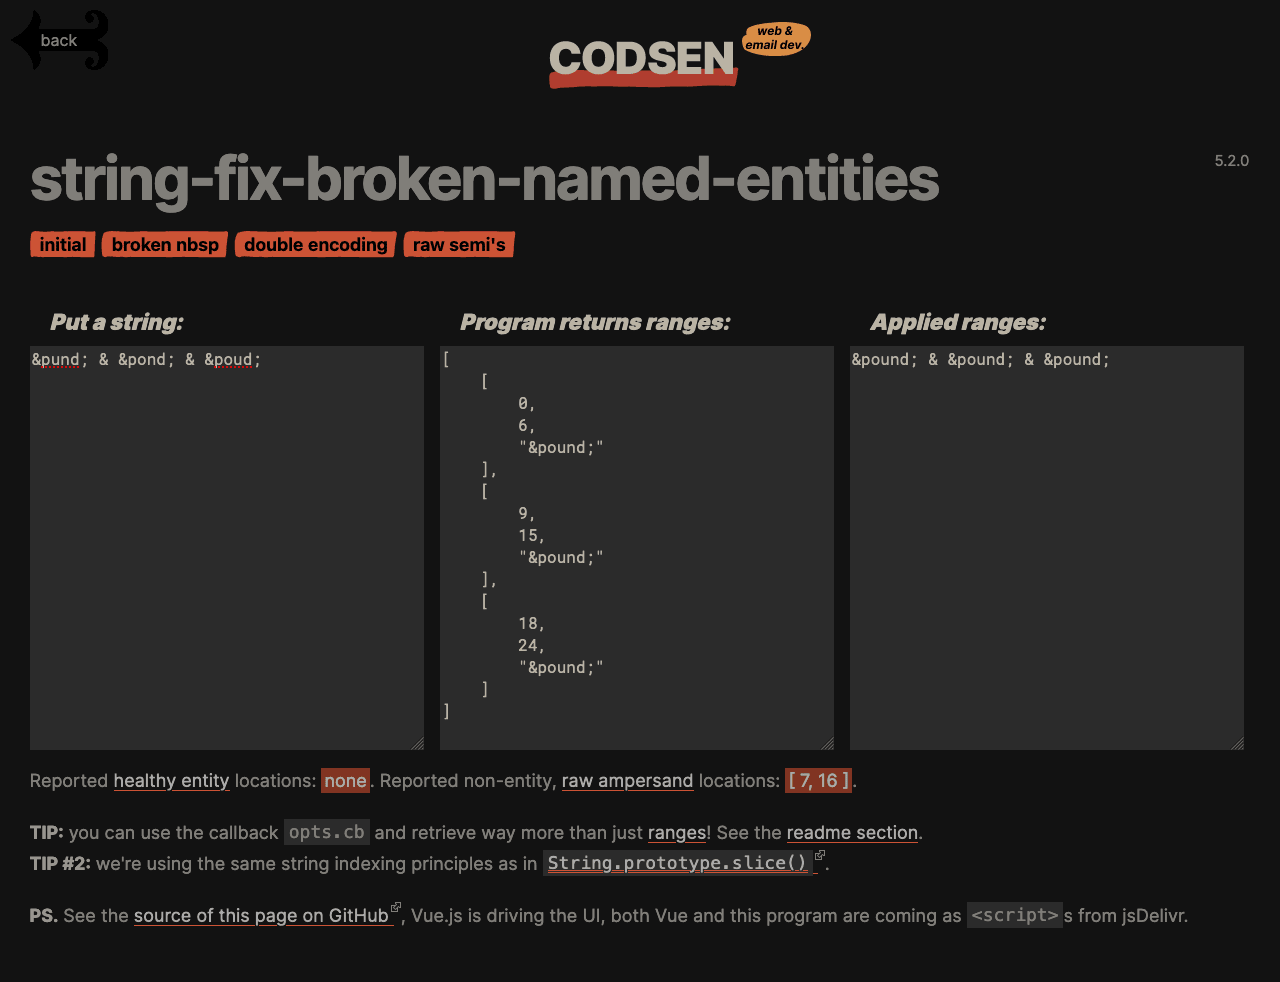 back
CODSEN
web &
email dev.
string-fix-broken-named-entities
5.2.0
initial broken nbsp double encoding raw semi's
Put a string:
&pund; & &pond; & &poud;
Program returns ranges:
[
    [
        0,
        6,
        "&pound;"
    ],
    [
        9,
        15,
        "&pound;"
    ],
    [
        18,
        24,
        "&pound;"
    ]
]
Applied ranges:
&pound; & &pound; & &pound;
Reported healthy entity locations: none. Reported non-entity, raw ampersand locations: [ 7, 16 ].
TIP: you can use the callback opts.cb and retrieve way more than just ranges! See the readme section.
TIP #2: we're using the same string indexing principles as in String.prototype.slice() .
PS. See the source of this page on GitHub , Vue.js is driving the UI, both Vue and this program are coming as <script>s from jsDelivr.